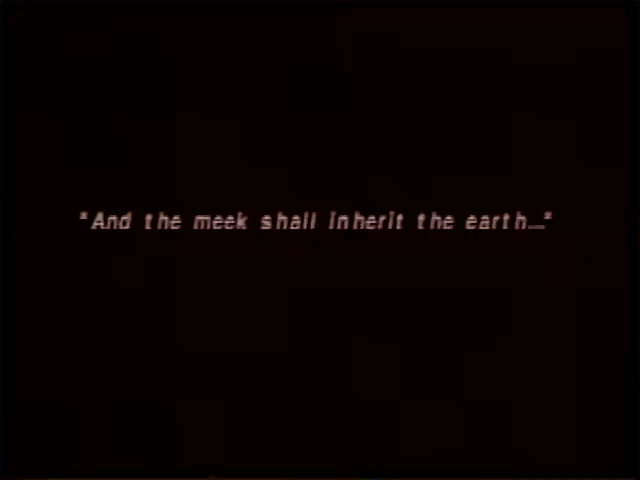 "And the meek shall inherit the earth..."